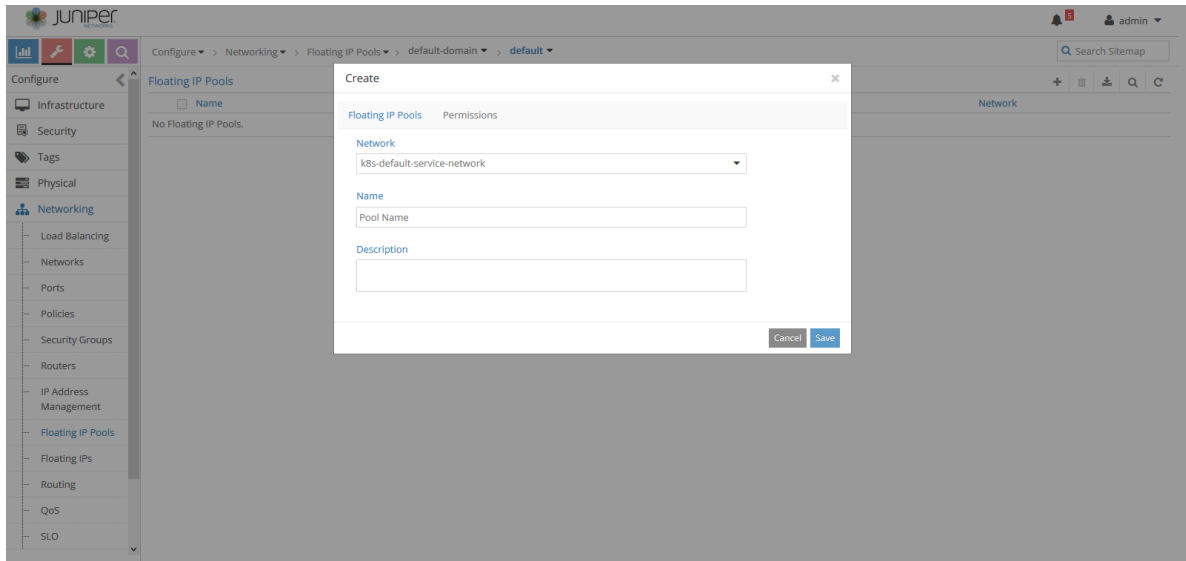 JUNIPER
NETWORKS
5
admin
Configure > Networking > Floating IP Pools > default-domain > default
Search Sitemap
Configure
Infrastructure
Security
Tags
Physical
Networking
Load Balancing
Networks
Ports
Policies
Security Groups
Routers
IP Address
Management
Floating IP Pools
Floating IPs
Routing
QoS
SLO
Floating IP Pools
Name
Network
No Floating IP Pools.
Create
Floating IP Pools Permissions
Network
k8s-default-service-network
Name
Pool Name
Description
Cancel Save